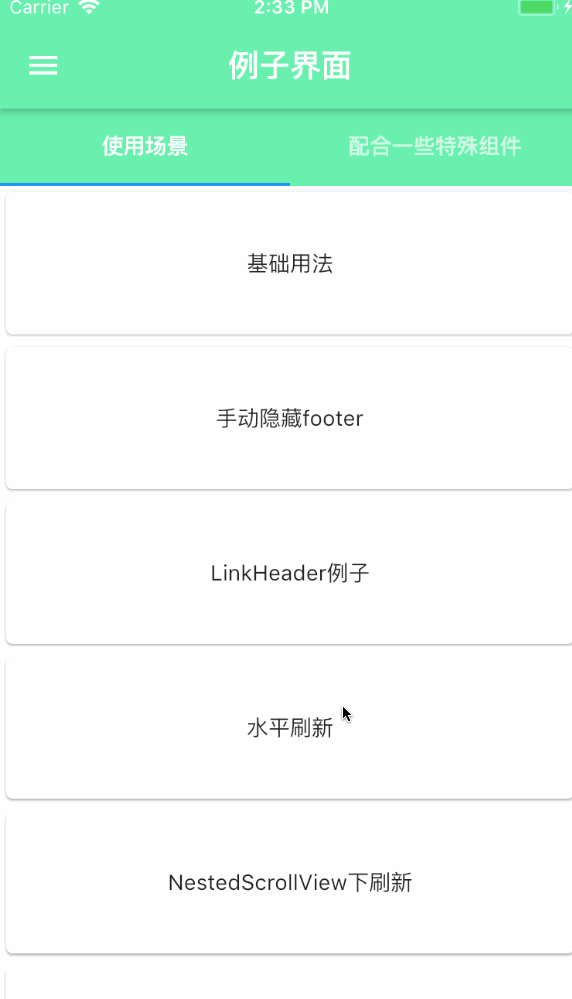 Carrier 2:33 PM
例子界面
使用场景 配合一些特殊组件
基础用法
手动隐藏footer
LinkHeader例子
水平刷新
NestedScrollView下刷新